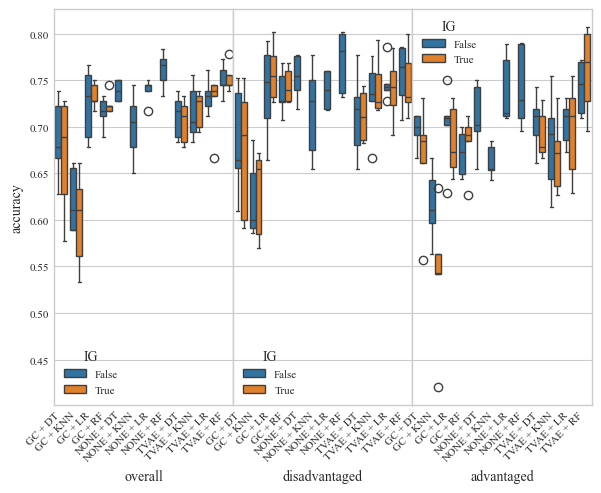 accuracy
0.80
0.75
0.70
0.65
0.60
0.55
0.50
0.45
IG
False
True
IG
False
True
IG
False
True
GC + DT
GC + KNN
GC + LR
GC + RF
NONE + DT
NONE + KNN
NONE + LR
NONE + RF
TVAE + DT
TVAE + KNN
TVAE + LR
TVAE + RF
GC + DT
GC + KNN
GC + LR
GC + RF
NONE + DT
NONE + KNN
NONE + LR
NONE + RF
TVAE + DT
TVAE + KNN
TVAE + LR
TVAE + RF
GC + DT
GC + KNN
GC + LR
GC + RF
NONE + DT
NONE + KNN
NONE + LR
NONE + RF
TVAE + DT
TVAE + KNN
TVAE + LR
TVAE + RF
overall
disadvantaged
advantaged